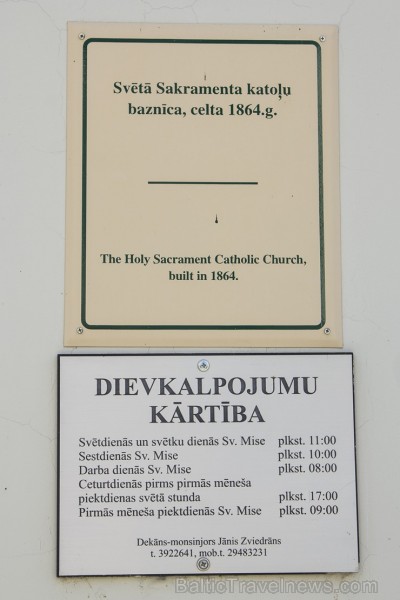 Svētā Sakramenta katoļu
baznīca, celta 1864.g.
The Holy Sacrament Catholic Church,
built in 1864.
DIEVKALPOJUMU
KĀRTĪBA
Svētdienās un svētku dienās Sv. Mise plkst. 11:00
Sestdienās Sv. Mise plkst. 10:00
Darba dienās Sv. Mise plkst. 08:00
Ceturtdienās pirms pirmās mēneša
piektdienas svētā stunda plkst. 17:00
Pirmās mēneša piektdienās Sv. Mise plkst. 09:00
Dekāns-monsinjors Jānis Zviedrāns
t. 3922641, mob.t. 29483231
© BalticTravelnews.com